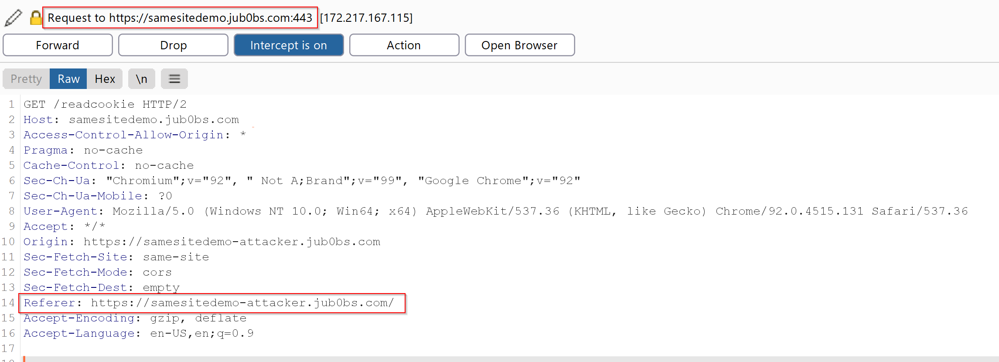 Request to https://samesitedemo.jub0bs.com:443 [172.217.167.115]
Forward Drop Intercept is on Action Open Browser
Pretty Raw Hex \n
1 GET /readcookie HTTP/2
2 Host: samesitedemo.jub0bs.com
3 Access-Control-Allow-Origin: *
4 Pragma: no-cache
5 Cache-Control: no-cache
6 Sec-Ch-Ua: "Chromium";v="92", " Not A;Brand";v="99", "Google Chrome";v="92"
7 Sec-Ch-Ua-Mobile: ?0
8 User-Agent: Mozilla/5.0 (Windows NT 10.0; Win64; x64) AppleWebKit/537.36 (KHTML, like Gecko) Chrome/92.0.4515.131 Safari/537.36
9 Accept: */*
10 Origin: https://samesitedemo-attacker.jub0bs.com
11 Sec-Fetch-Site: same-site
12 Sec-Fetch-Mode: cors
13 Sec-Fetch-Dest: empty
14 Referer: https://samesitedemo-attacker.jub0bs.com/
15 Accept-Encoding: gzip, deflate
16 Accept-Language: en-US,en;q=0.9
17